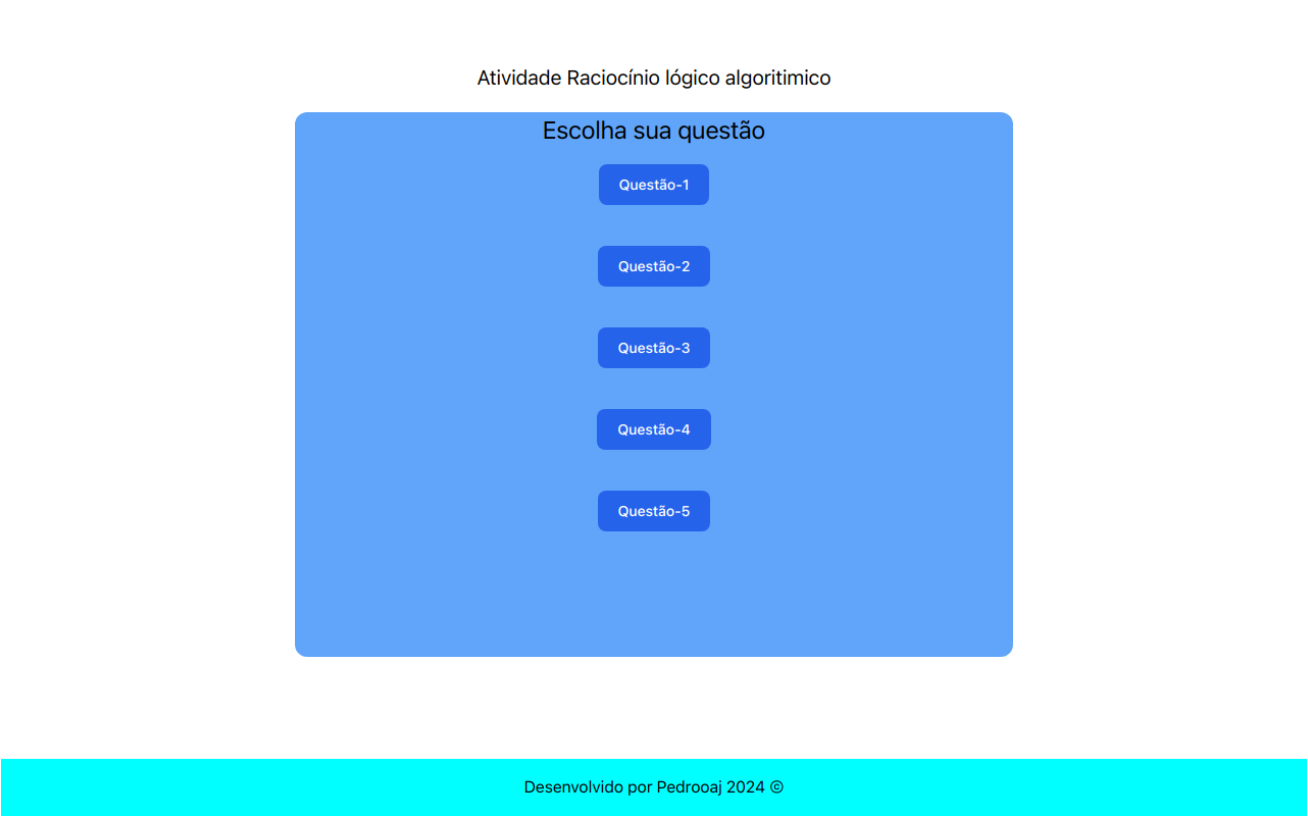 Atividade Raciocínio lógico algoritimico
Escolha sua questão
Questão-1
Questão-2
Questão-3
Questão-4
Questão-5
Desenvolvido por Pedrooaj 2024 ©